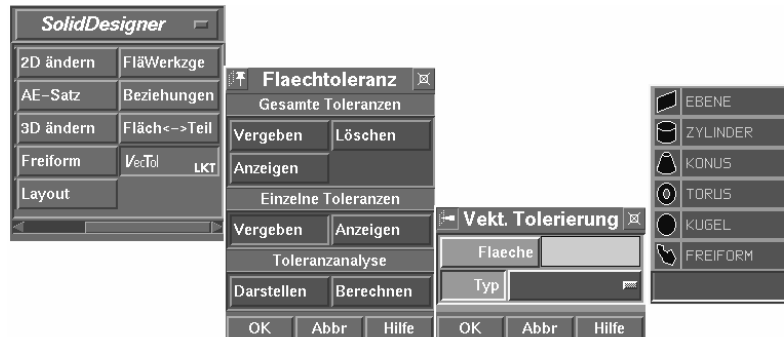 SolidDesigner
2D ändern FläWerkzge
AE-Satz Beziehungen
3D ändern Fläch<->Teil
Freiform VecTol LKT
Layout
Flaechtoleranz
Gesamte Toleranzen
Vergeben Löschen
Anzeigen
Einzelne Toleranzen
Vergeben Anzeigen
Toleranzanalyse
Darstellen Berechnen
OK Abbr Hilfe
Vekt. Tolerierung
Flaeche
Typ
OK Abbr Hilfe
EBENE
ZYLINDER
KONUS
TORUS
KUGEL
FREIFORM